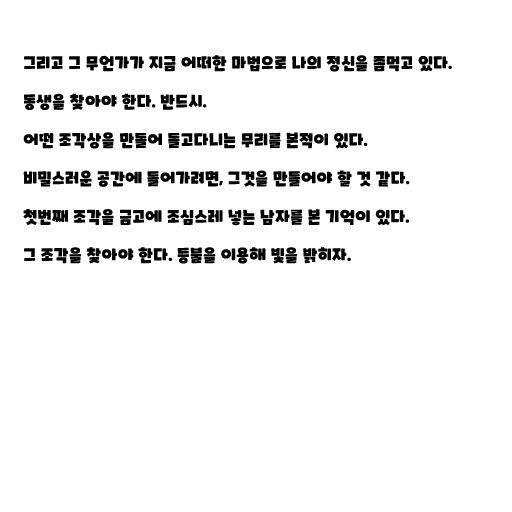 그리고 그 무언가가 지금 어떠한 마법으로 나의 정신을 좀먹고 있다.
동생을 찾아야 한다. 반드시.
어떤 조각상을 만들어 들고다니는 무리를 본적이 있다.
비밀스러운 공간에 들어가려면, 그것을 만들어야 할 것 같다.
첫번째 조각을 금고에 조심스레 넣는 남자를 본 기억이 있다.
그 조각을 찾아야 한다. 등불을 이용해 빛을 밝히자.